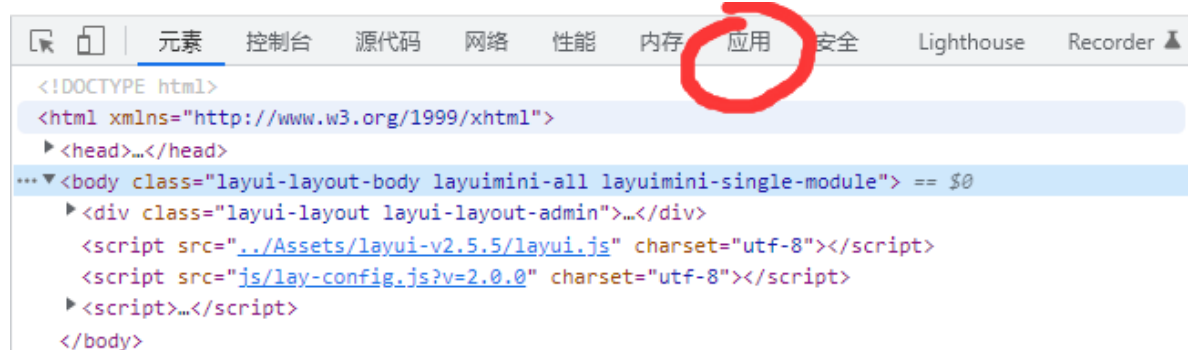 元素 控制台 源代码 网络 性能 内存 应用 安全 Lighthouse Recorder
<!DOCTYPE html>
<html xmlns="http://www.w3.org/1999/xhtml">
<head>…</head>
<body class="layui-layout-body layuimini-all layuimini-single-module"> == $0
<div class="layui-layout layui-layout-admin">…</div>
<script src="../Assets/layui-v2.5.5/layui.js" charset="utf-8"></script>
<script src="js/lay-config.js?v=2.0.0" charset="utf-8"></script>
<script>…</script>
</body>